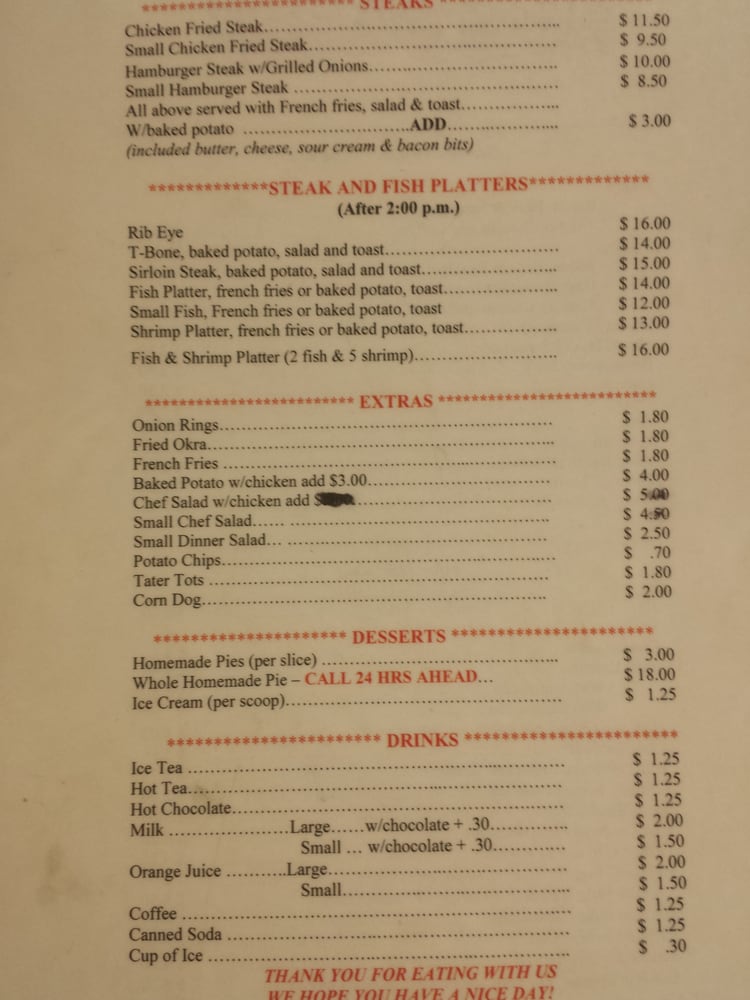 *********************** STEAKS
Chicken Fried Steak................................................ $ 11.50
Small Chicken Fried Steak........................................ $ 9.50
Hamburger Steak w/Grilled Onions............................. $ 10.00
Small Hamburger Steak ........................................... $ 8.50
All above served with French fries, salad & toast...............
W/baked potato ............................ADD................... $ 3.00
(included butter, cheese, sour cream & bacon bits)
*************STEAK AND FISH PLATTERS*************
(After 2:00 p.m.)
Rib Eye $ 16.00
T-Bone, baked potato, salad and toast............................ $ 14.00
Sirloin Steak, baked potato, salad and toast...................... $ 15.00
Fish Platter, french fries or baked potato, toast................... $ 14.00
Small Fish, French fries or baked potato, toast $ 12.00
Shrimp Platter, french fries or baked potato, toast................ $ 13.00
Fish & Shrimp Platter (2 fish & 5 shrimp)........................ $ 16.00
*********************** EXTRAS ************************
Onion Rings........................................................ $ 1.80
Fried Okra.......................................................... $ 1.80
French Fries ........................................................ $ 1.80
Baked Potato w/chicken add $3.00............................... $ 4.00
Chef Salad w/chicken add $................................. $ 5.00
Small Chef Salad...... ........................................... $ 4.50
Small Dinner Salad... ............................................ $ 2.50
Potato Chips........................................................ $ .70
Tater Tots .......................................................... $ 1.80
Corn Dog........................................................... $ 2.00
********************* DESSERTS **********************
Homemade Pies (per slice) ........................................ $ 3.00
Whole Homemade Pie – CALL 24 HRS AHEAD... $ 18.00
Ice Cream (per scoop).............................................. $ 1.25
*********************** DRINKS ***********************
Ice Tea .............................................................. $ 1.25
Hot Tea.............................................................. $ 1.25
Hot Chocolate....................................................... $ 1.25
Milk ....................Large......w/chocolate + .30............. $ 2.00
Small ... w/chocolate + .30............ $ 1.50
Orange Juice ..........Large........................................ $ 2.00
Small...................................... $ 1.50
Coffee ............................................................... $ 1.25
Canned Soda ......................................................... $ 1.25
Cup of Ice ........................................................... $ .30
THANK YOU FOR EATING WITH US
WE HOPE YOU HAVE A NICE DAY!